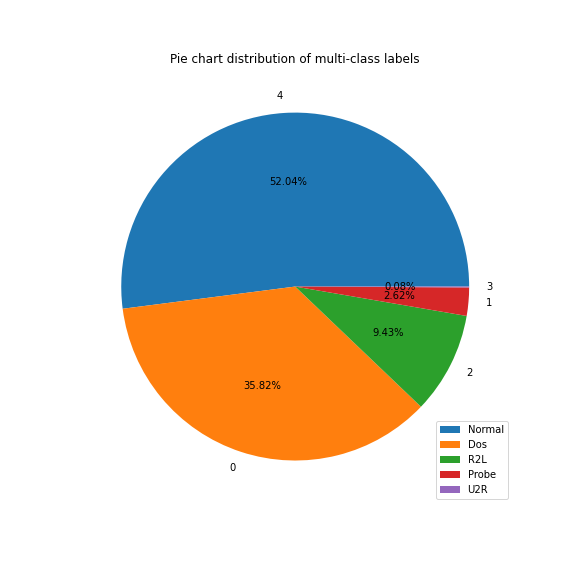 Pie chart distribution of multi-class labels
4
52.04%
0.08%
3
2.62%
1
9.43%
2
35.82%
0
Normal
Dos
R2L
Probe
U2R